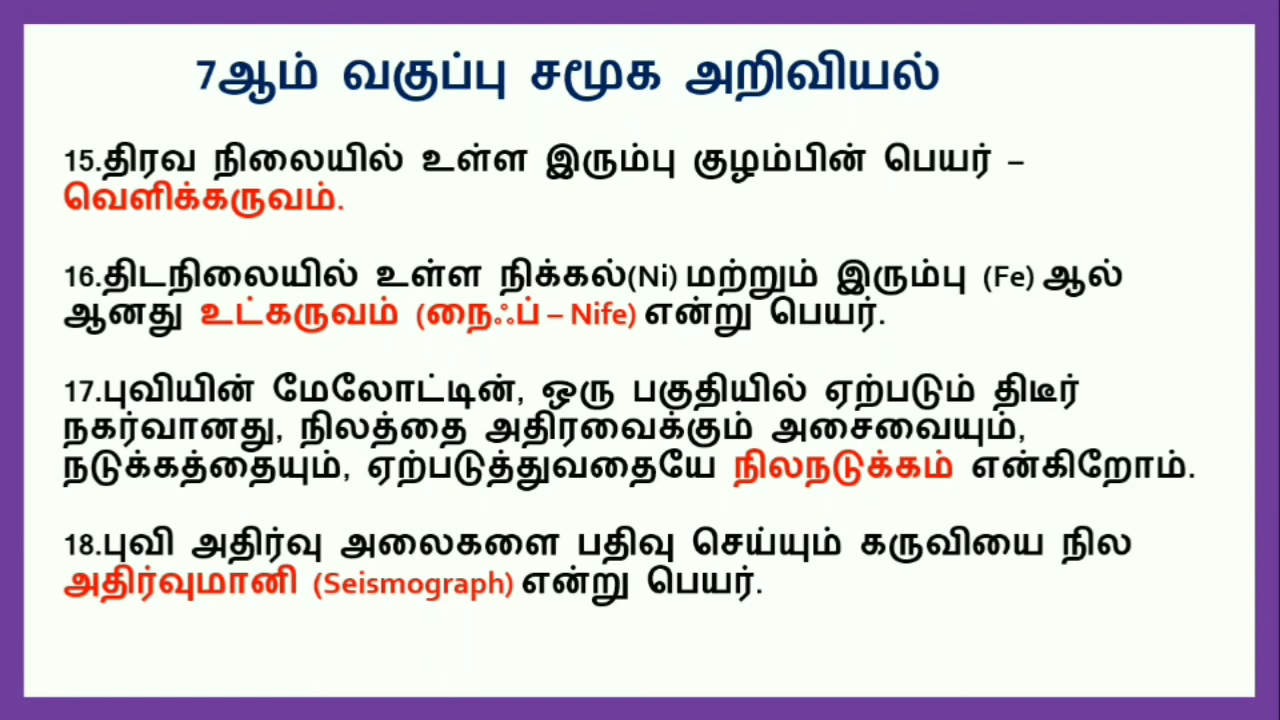 7ஆம் வகுப்பு சமூக அறிவியல்
15.திரவ நிலையில் உள்ள இரும்பு குழம்பின் பெயர் –
வெளிக்கருவம்.
16.திடநிலையில் உள்ள நிக்கல்(Ni) மற்றும் இரும்பு (Fe) ஆல்
ஆனது உட்கருவம் (நைஃப் – Nife) என்று பெயர்.
17.புவியின் மேலோட்டின், ஒரு பகுதியில் ஏற்படும் திடீர்
நகர்வானது, நிலத்தை அதிரவைக்கும் அசைவையும்,
நடுக்கத்தையும், ஏற்படுத்துவதையே நிலநடுக்கம் என்கிறோம்.
18.புவி அதிர்வு அலைகளை பதிவு செய்யும் கருவியை நில
அதிர்வுமானி (Seismograph) என்று பெயர்.